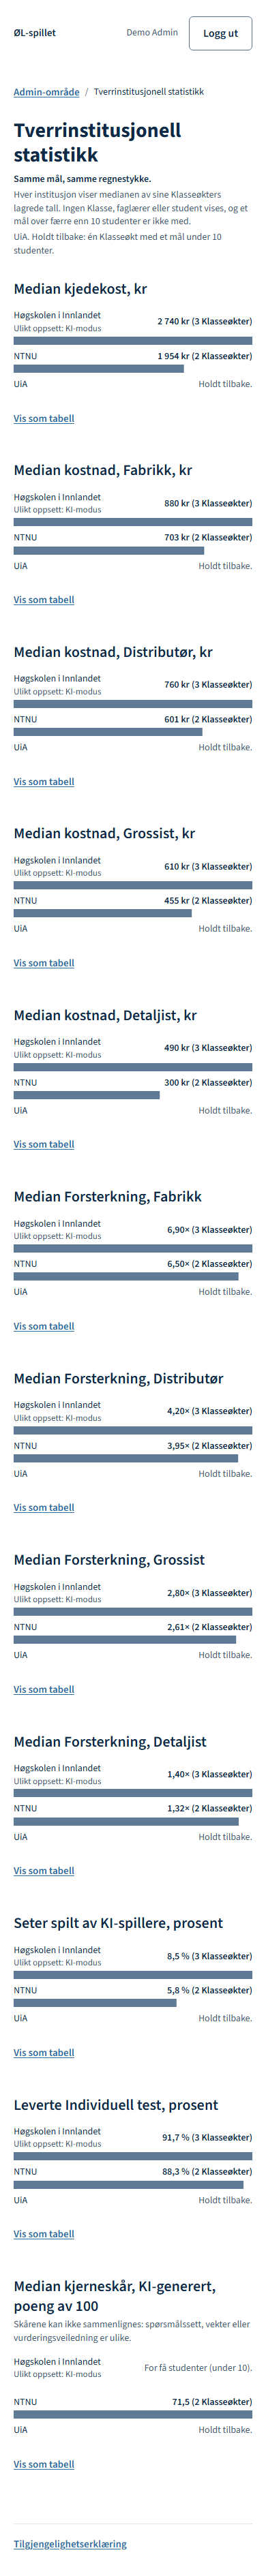 ØL-spillet
Demo Admin
Logg ut
Admin-område / Tverrinstitusjonell statistikk
Tverrinstitusjonell
statistikk
Samme mål, samme regnestykke.
Hver institusjon viser medianen av sine Klasseøkters
lagrede tall. Ingen Klasse, faglærer eller student vises, og et
mål over færre enn 10 studenter er ikke med.
UiA. Holdt tilbake: én Klasseøkt med et mål under 10
studenter.
Median kjedekost, kr
Høgskolen i Innlandet
Ulikt oppsett: KI-modus
2 740 kr (3 Klasseøkter)
NTNU
1 954 kr (2 Klasseøkter)
UiA
Holdt tilbake.
Vis som tabell
Median kostnad, Fabrikk, kr
Høgskolen i Innlandet
Ulikt oppsett: KI-modus
880 kr (3 Klasseøkter)
NTNU
703 kr (2 Klasseøkter)
UiA
Holdt tilbake.
Vis som tabell
Median kostnad, Distributør, kr
Høgskolen i Innlandet
Ulikt oppsett: KI-modus
760 kr (3 Klasseøkter)
NTNU
601 kr (2 Klasseøkter)
UiA
Holdt tilbake.
Vis som tabell
Median kostnad, Grossist, kr
Høgskolen i Innlandet
Ulikt oppsett: KI-modus
610 kr (3 Klasseøkter)
NTNU
455 kr (2 Klasseøkter)
UiA
Holdt tilbake.
Vis som tabell
Median kostnad, Detaljist, kr
Høgskolen i Innlandet
Ulikt oppsett: KI-modus
490 kr (3 Klasseøkter)
NTNU
300 kr (2 Klasseøkter)
UiA
Holdt tilbake.
Vis som tabell
Median Forsterkning, Fabrikk
Høgskolen i Innlandet
Ulikt oppsett: KI-modus
6,90× (3 Klasseøkter)
NTNU
6,50× (2 Klasseøkter)
UiA
Holdt tilbake.
Vis som tabell
Median Forsterkning, Distributør
Høgskolen i Innlandet
Ulikt oppsett: KI-modus
4,20× (3 Klasseøkter)
NTNU
3,95× (2 Klasseøkter)
UiA
Holdt tilbake.
Vis som tabell
Median Forsterkning, Grossist
Høgskolen i Innlandet
Ulikt oppsett: KI-modus
2,80× (3 Klasseøkter)
NTNU
2,61× (2 Klasseøkter)
UiA
Holdt tilbake.
Vis som tabell
Median Forsterkning, Detaljist
Høgskolen i Innlandet
Ulikt oppsett: KI-modus
1,40× (3 Klasseøkter)
NTNU
1,32× (2 Klasseøkter)
UiA
Holdt tilbake.
Vis som tabell
Seter spilt av KI-spillere, prosent
Høgskolen i Innlandet
Ulikt oppsett: KI-modus
8,5 % (3 Klasseøkter)
NTNU
5,8 % (2 Klasseøkter)
UiA
Holdt tilbake.
Vis som tabell
Leverte Individuell test, prosent
Høgskolen i Innlandet
Ulikt oppsett: KI-modus
91,7 % (3 Klasseøkter)
NTNU
88,3 % (2 Klasseøkter)
UiA
Holdt tilbake.
Vis som tabell
Median kjerneskår, KI-generert,
poeng av 100
Skårene kan ikke sammenlignes: spørsmålssett, vekter eller
vurderingsveiledning er ulike.
Høgskolen i Innlandet
Ulikt oppsett: KI-modus
For få studenter (under 10).
NTNU
71,5 (2 Klasseøkter)
UiA
Holdt tilbake.
Vis som tabell
Tilgjengelighetserklæring